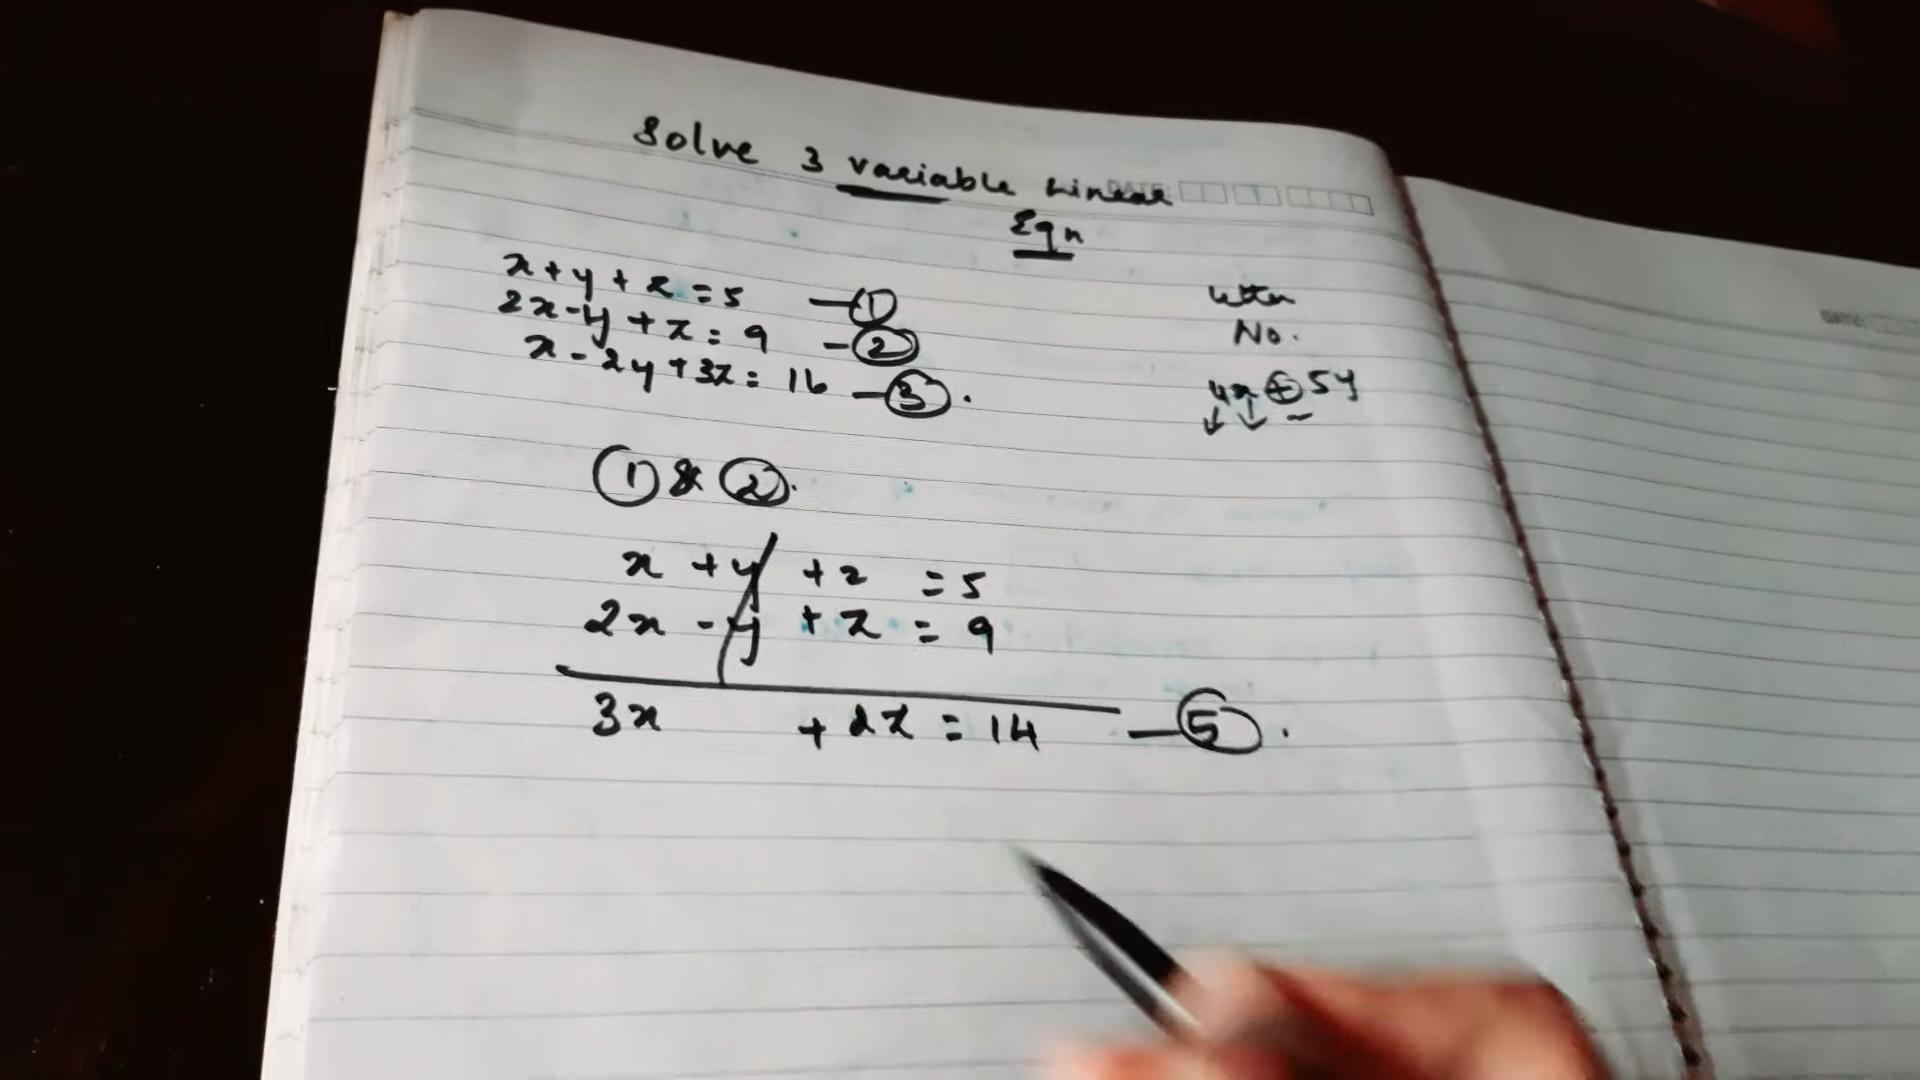 Solve 3 variable Linear
Eqn
x + y + z = 5 — ①
2x - y + z = 9 - ②
x - 2y + 3z = 16 — ③.
No.
4x ⊕ 5y
↓ ↓ –
① & ②.
x + y + z = 5
2x - y + z = 9
3x + 2z = 14 — ⑤.
DATE: